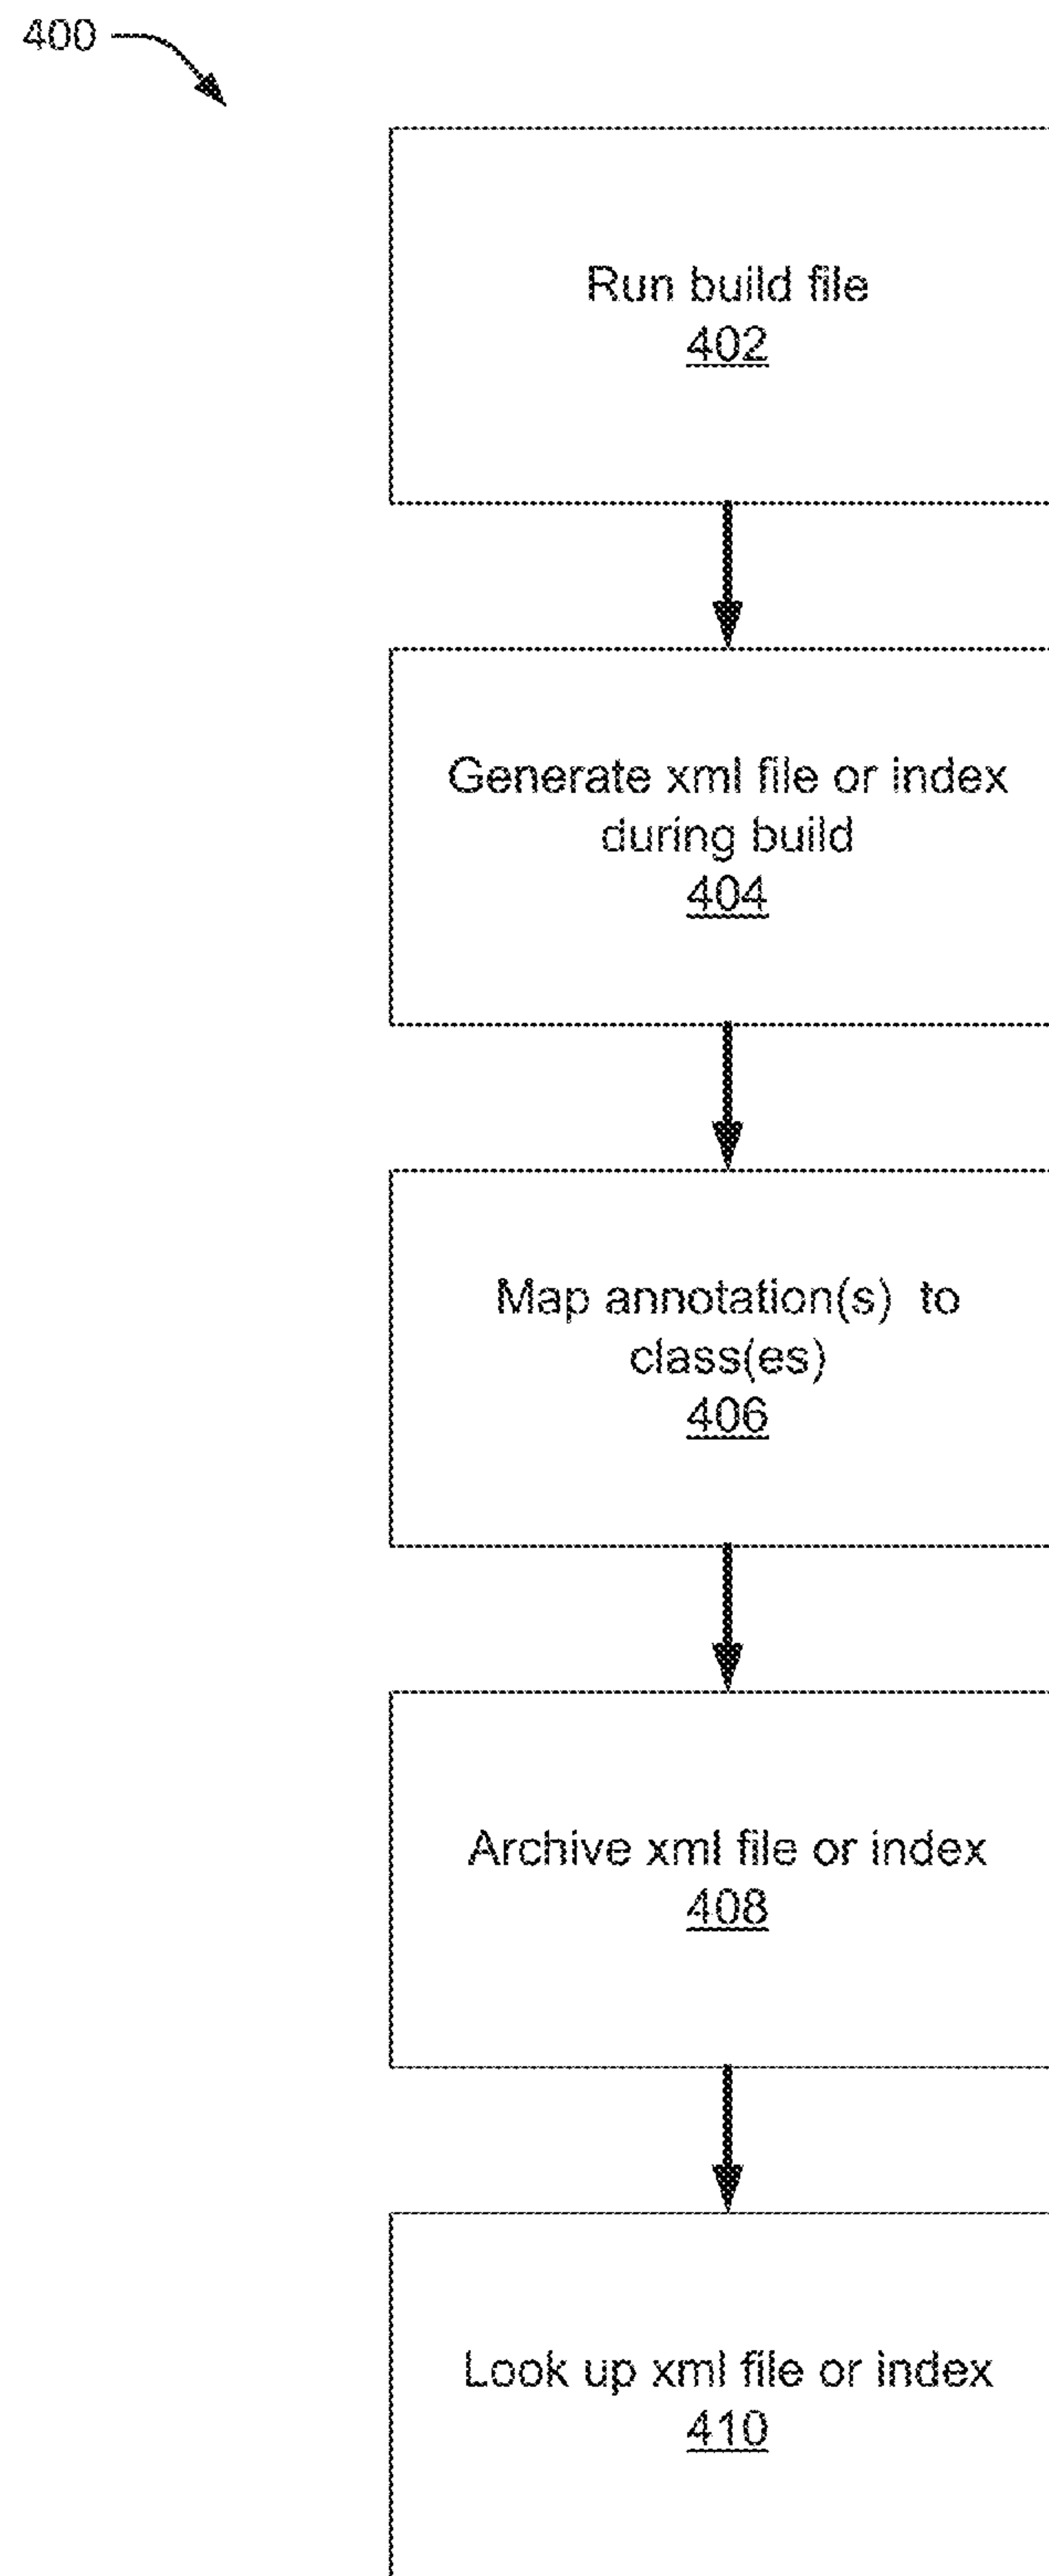 400
Run build file
402
Generate xml file or index
during build
404
Map annotation(s) to
class(es)
406
Archive xml file or index
408
Look up xml file or index
410